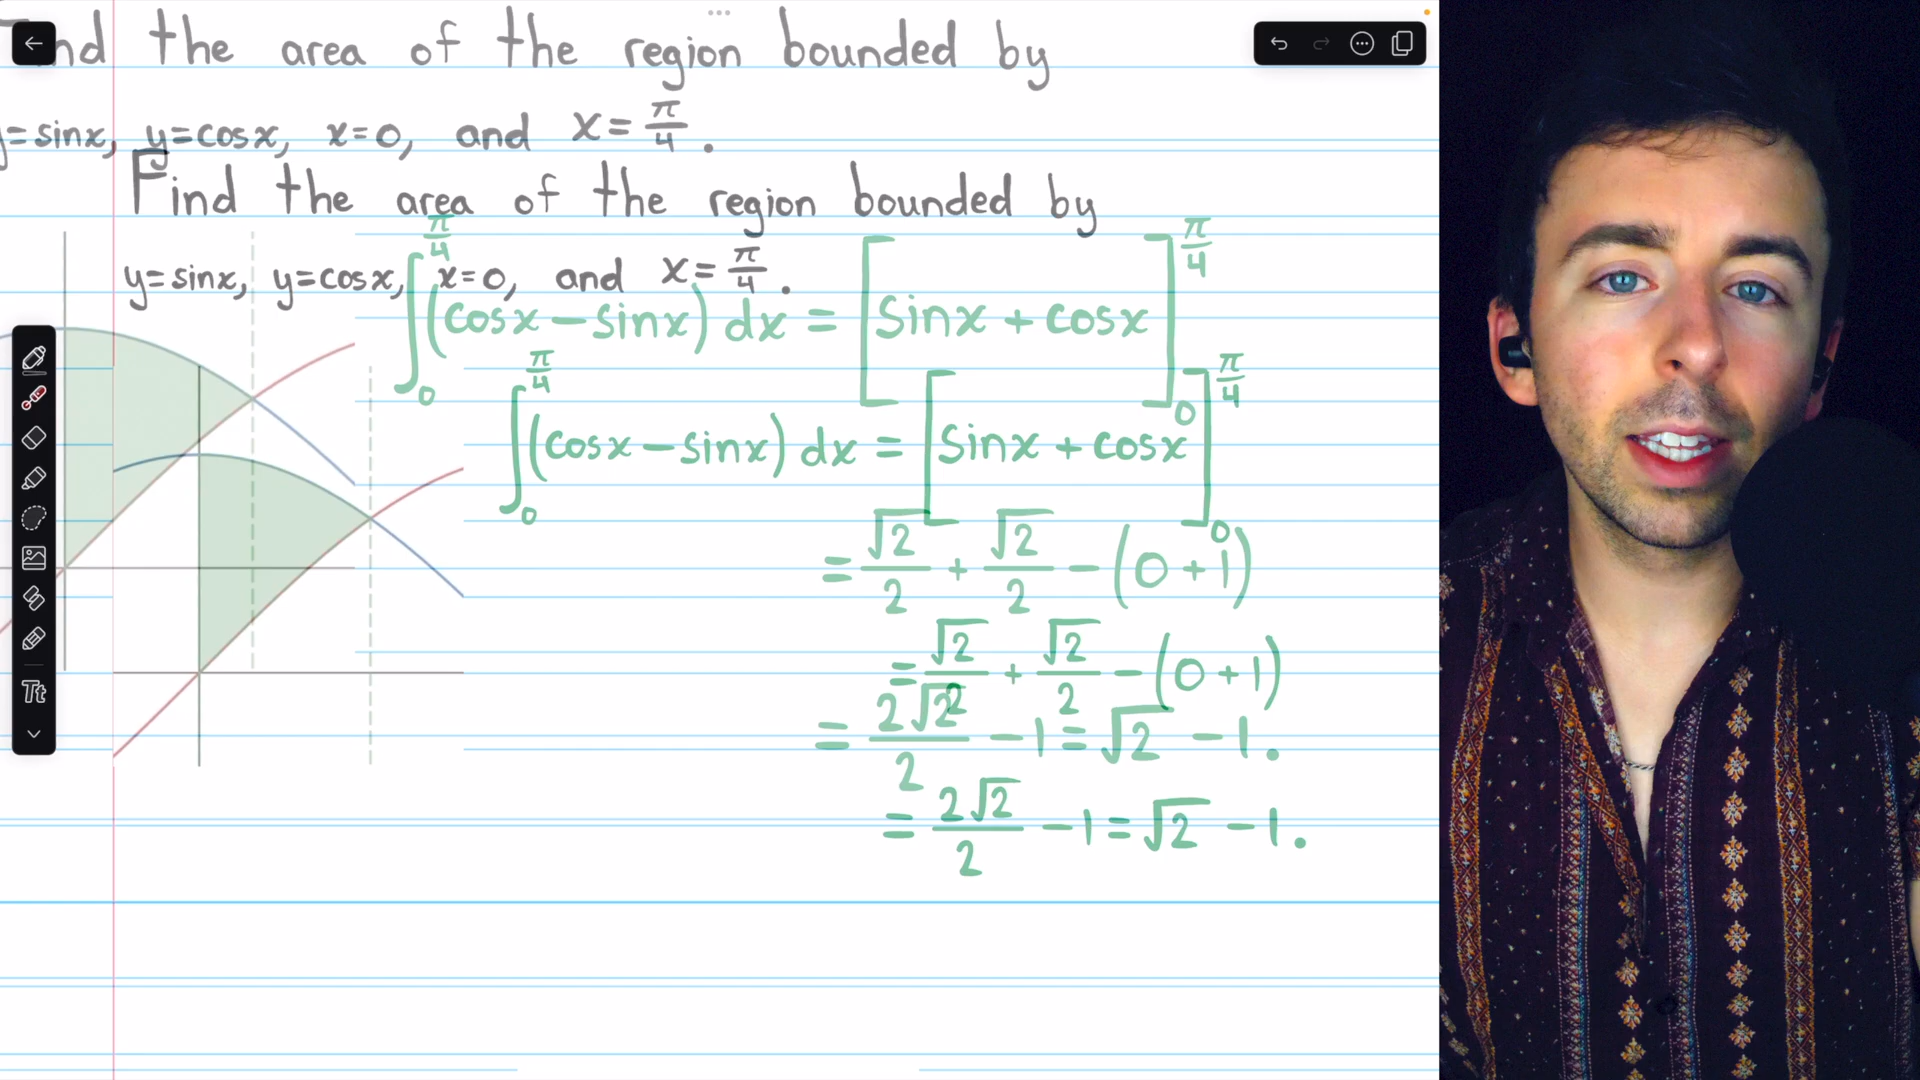 nd the area of the region bounded by
y=sinx, y=cosx, x=0, and x=π/4.
Find the area of the region bounded by
y=sinx, y=cosx, x=0, and x=π/4.
∫₀^(π/4) (cosx − sinx) dx = [sinx + cosx]₀^(π/4)
∫₀^(π/4) (cosx − sinx) dx = [sinx + cosx]₀^(π/4)
= √2/2 + √2/2 − (0 + 1)
= √2/2 + √2/2 − (0 + 1)
= 2√2/2 − 1 = √2 − 1.
= 2√2/2 − 1 = √2 − 1.
Tt